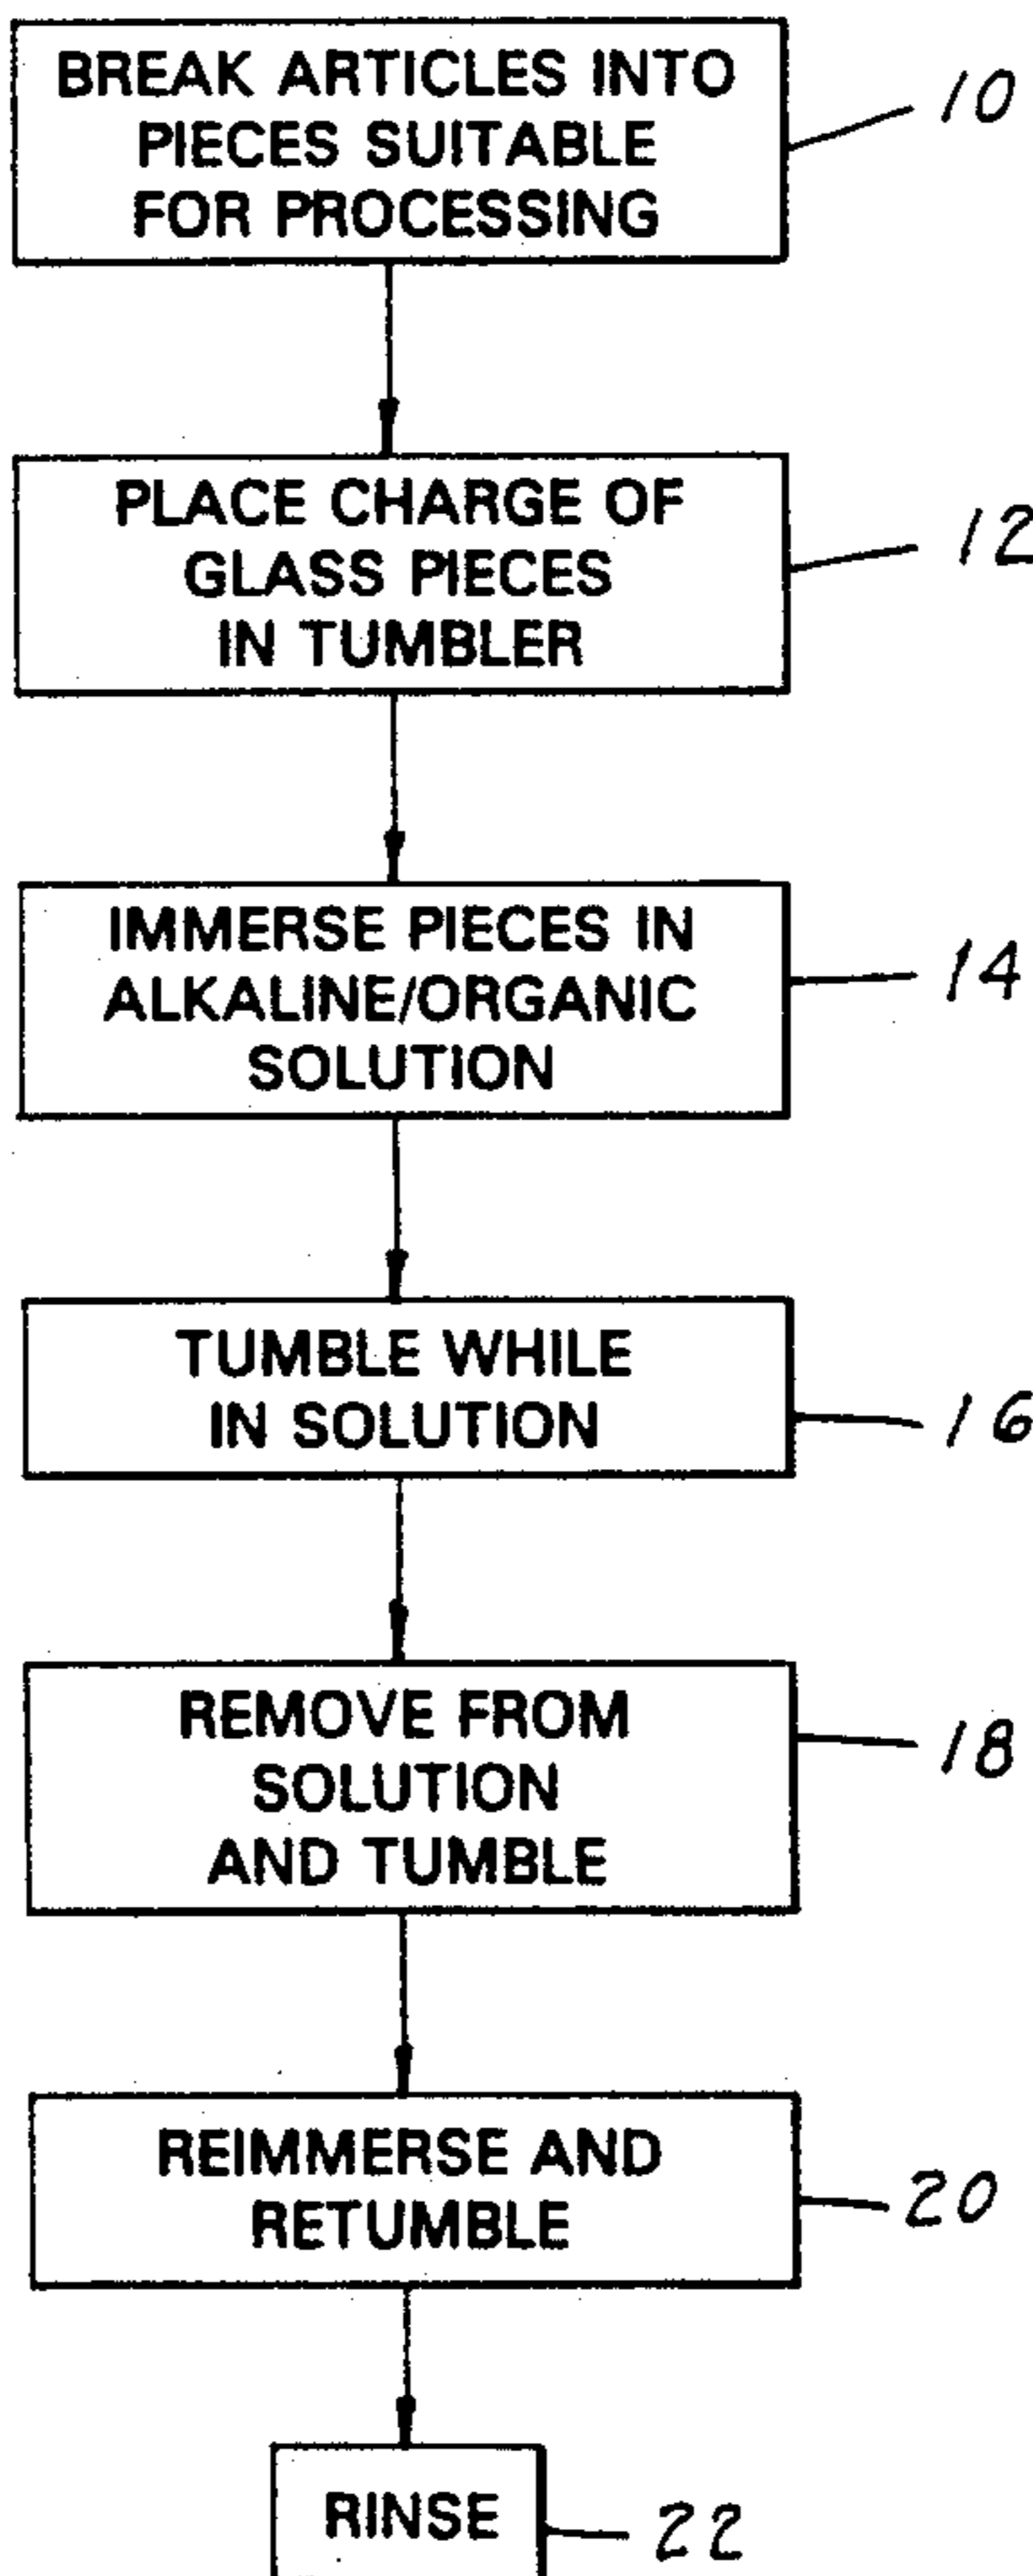 BREAK ARTICLES INTO
PIECES SUITABLE
FOR PROCESSING
10
PLACE CHARGE OF
GLASS PIECES
IN TUMBLER
12
IMMERSE PIECES IN
ALKALINE/ORGANIC
SOLUTION
14
TUMBLE WHILE
IN SOLUTION
16
REMOVE FROM
SOLUTION
AND TUMBLE
18
REIMMERSE AND
RETUMBLE
20
RINSE
22